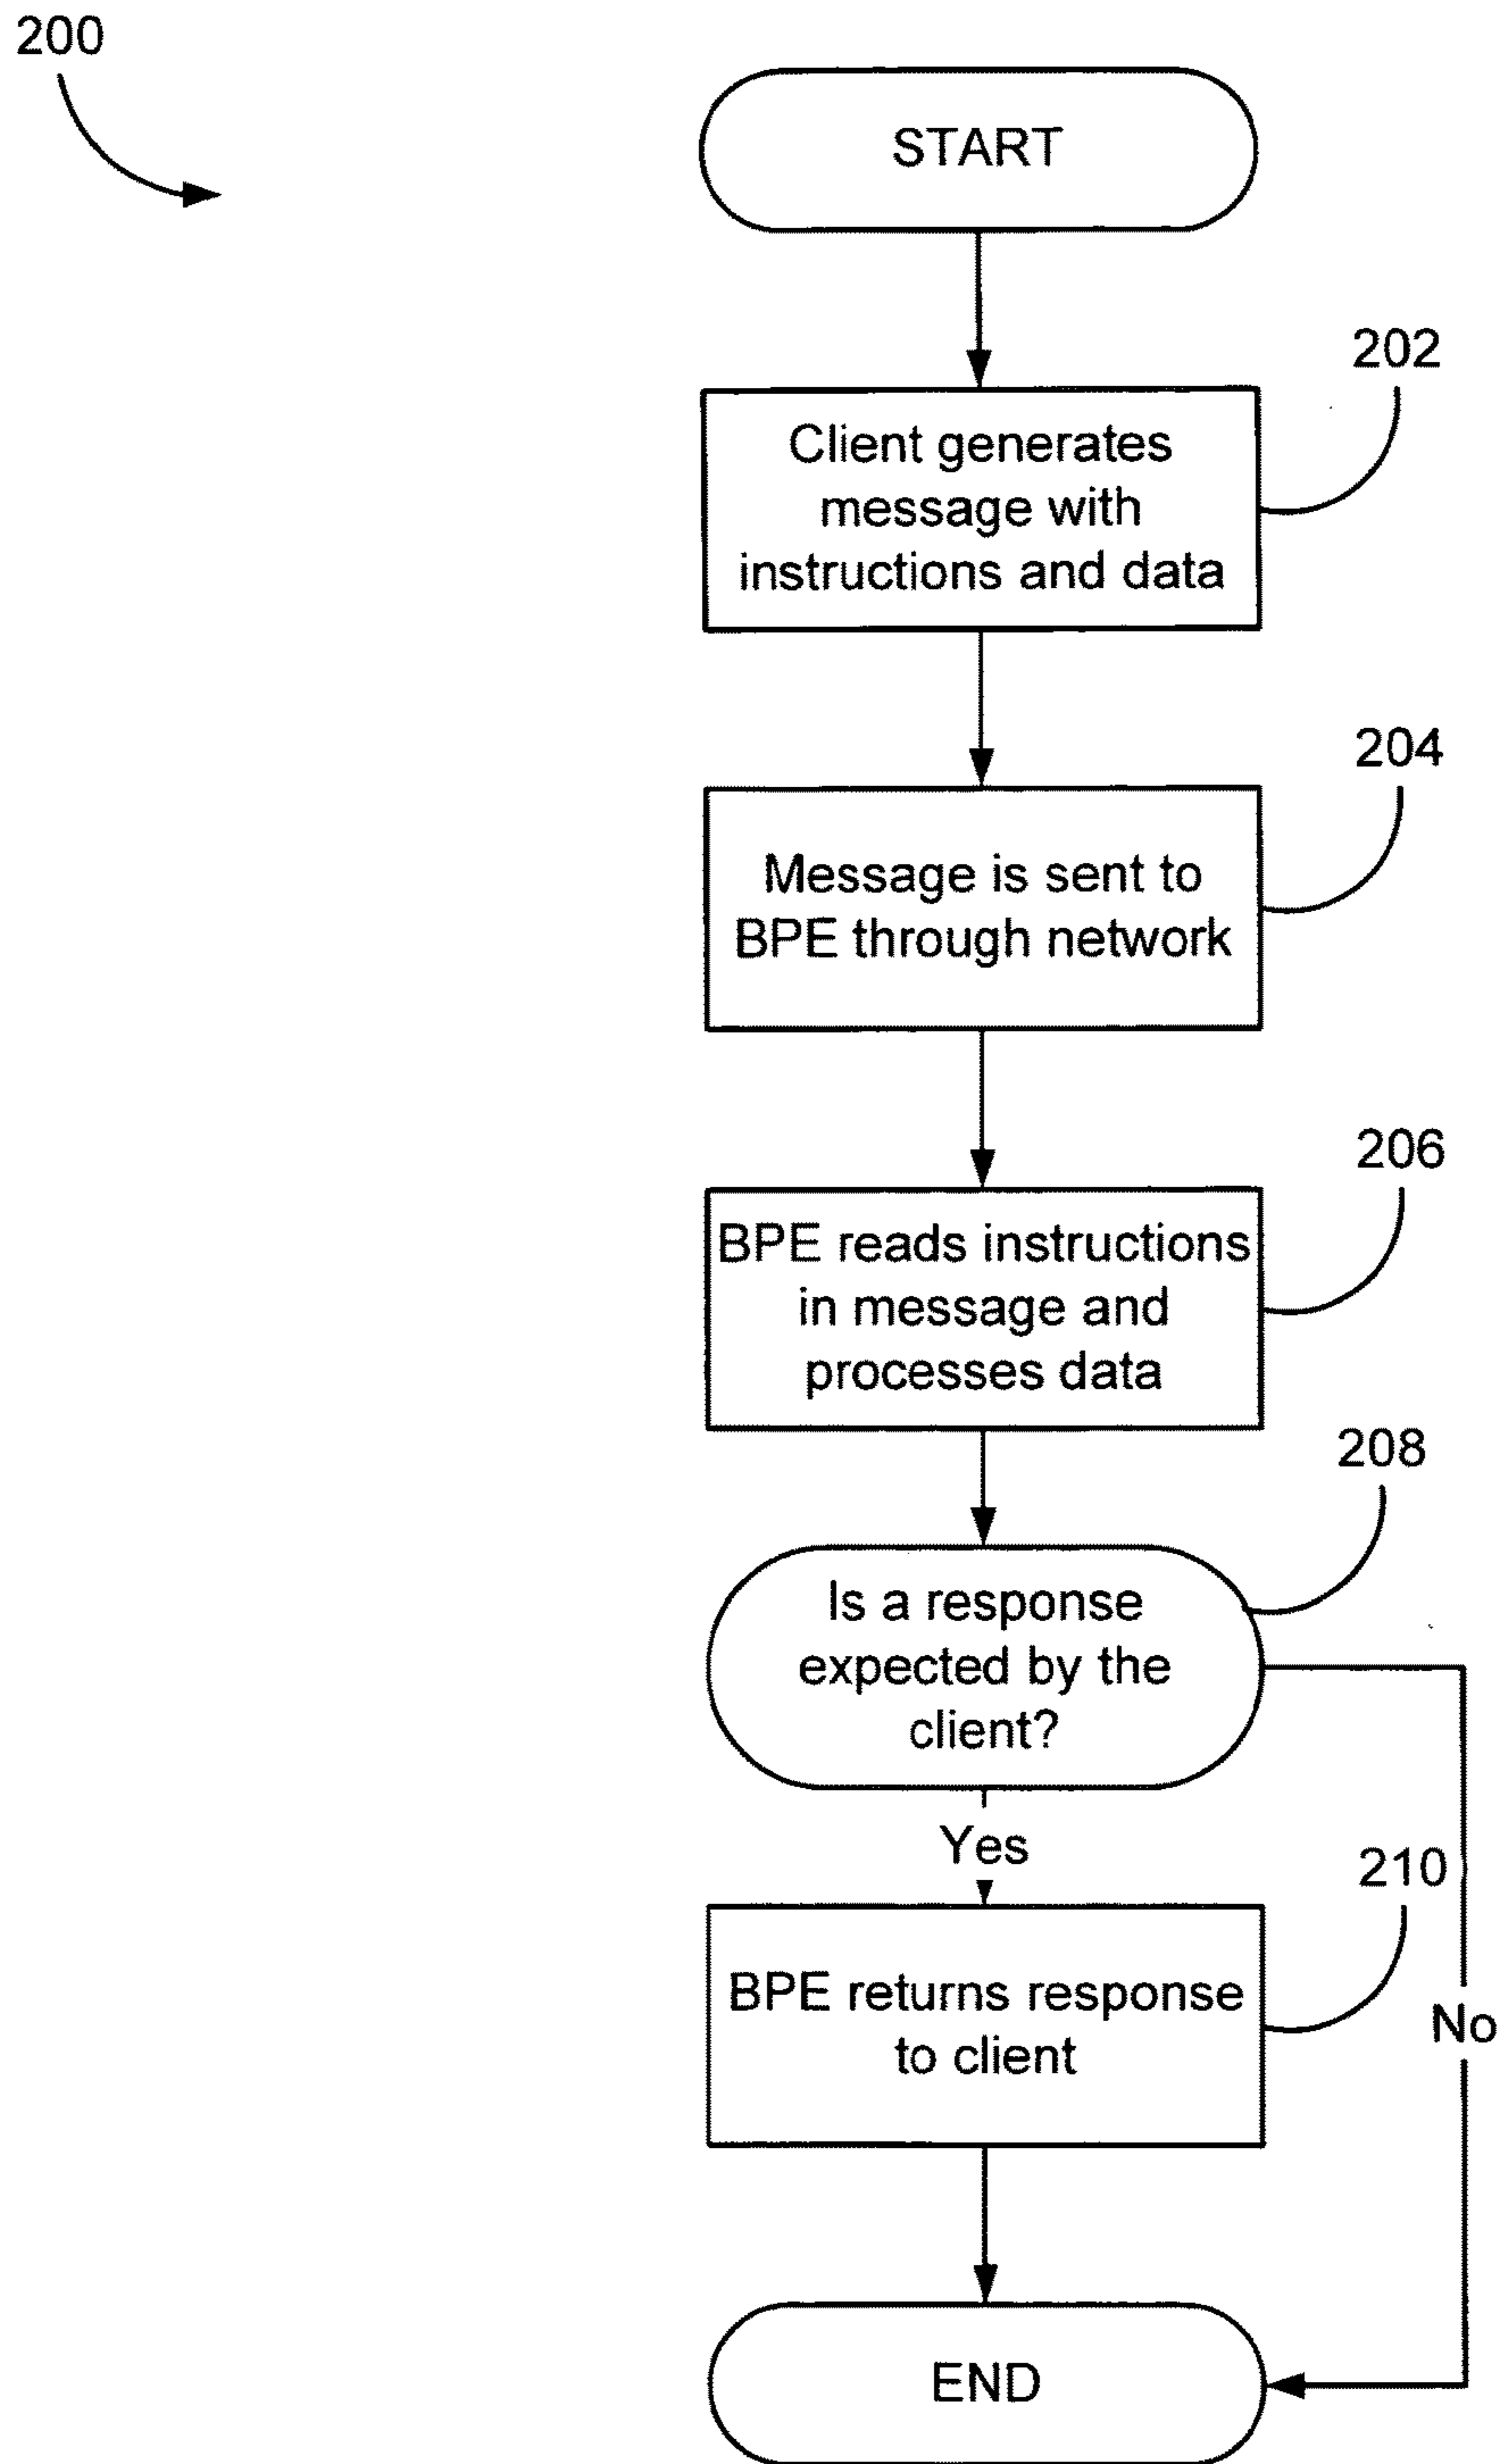 200
START
202
Client generates
message with
instructions and data
204
Message is sent to
BPE through network
206
BPE reads instructions
in message and
processes data
208
Is a response
expected by the
client?
Yes
210
BPE returns response
to client
No
END